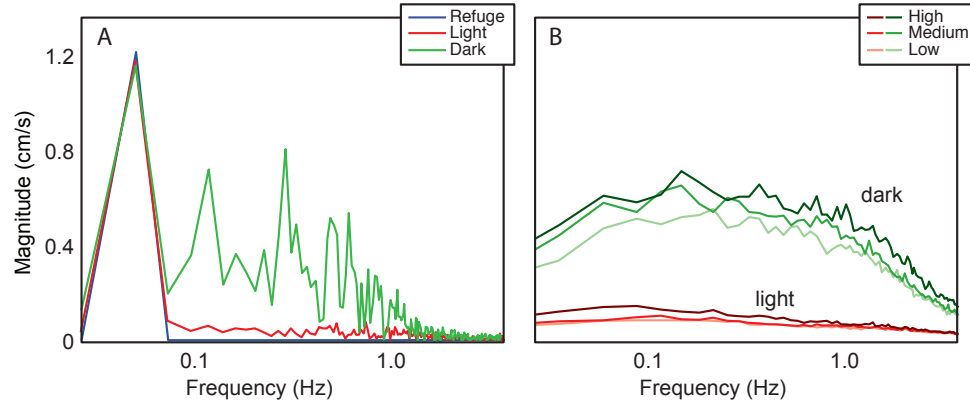 A
Refuge
Light
Dark
1.2
0.8
0.4
0
Magnitude (cm/s)
0.1
1.0
Frequency (Hz)
B
High
Medium
Low
dark
light
0.1
1.0
Frequency (Hz)